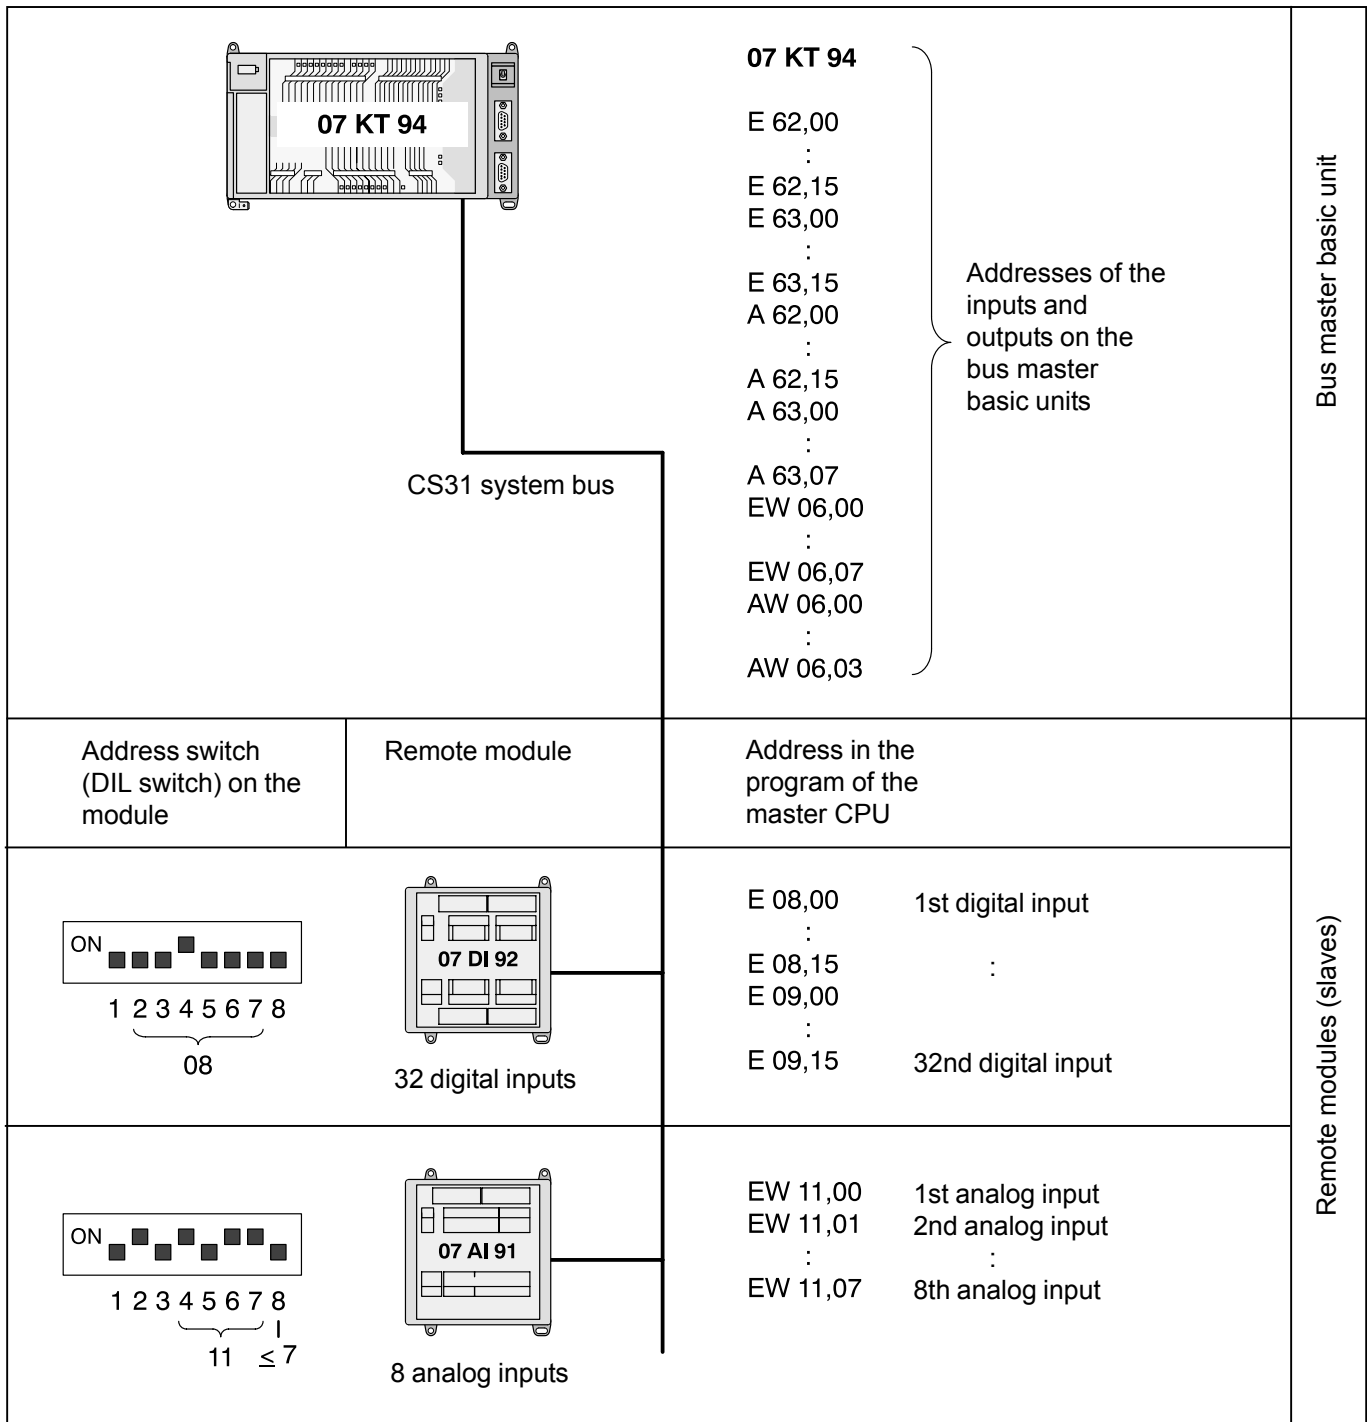 07 KT 94
07 KT 94
E 62,00
:
E 62,15
E 63,00
:
E 63,15
A 62,00
:
A 62,15
A 63,00
:
A 63,07
EW 06,00
:
EW 06,07
AW 06,00
:
AW 06,03
Addresses of the
inputs and
outputs on the
bus master
basic units
Bus master basic unit
CS31 system bus
Address switch
(DIL switch) on the
module
Remote module
Address in the
program of the
master CPU
ON
1 2 3 4 5 6 7 8
08
07 DI 92
32 digital inputs
E 08,00 1st digital input
:
E 08,15 :
E 09,00
:
E 09,15 32nd digital input
Remote modules (slaves)
ON
1 2 3 4 5 6 7 8
11 ≤ 7
07 AI 91
8 analog inputs
EW 11,00 1st analog input
EW 11,01 2nd analog input
: :
EW 11,07 8th analog input